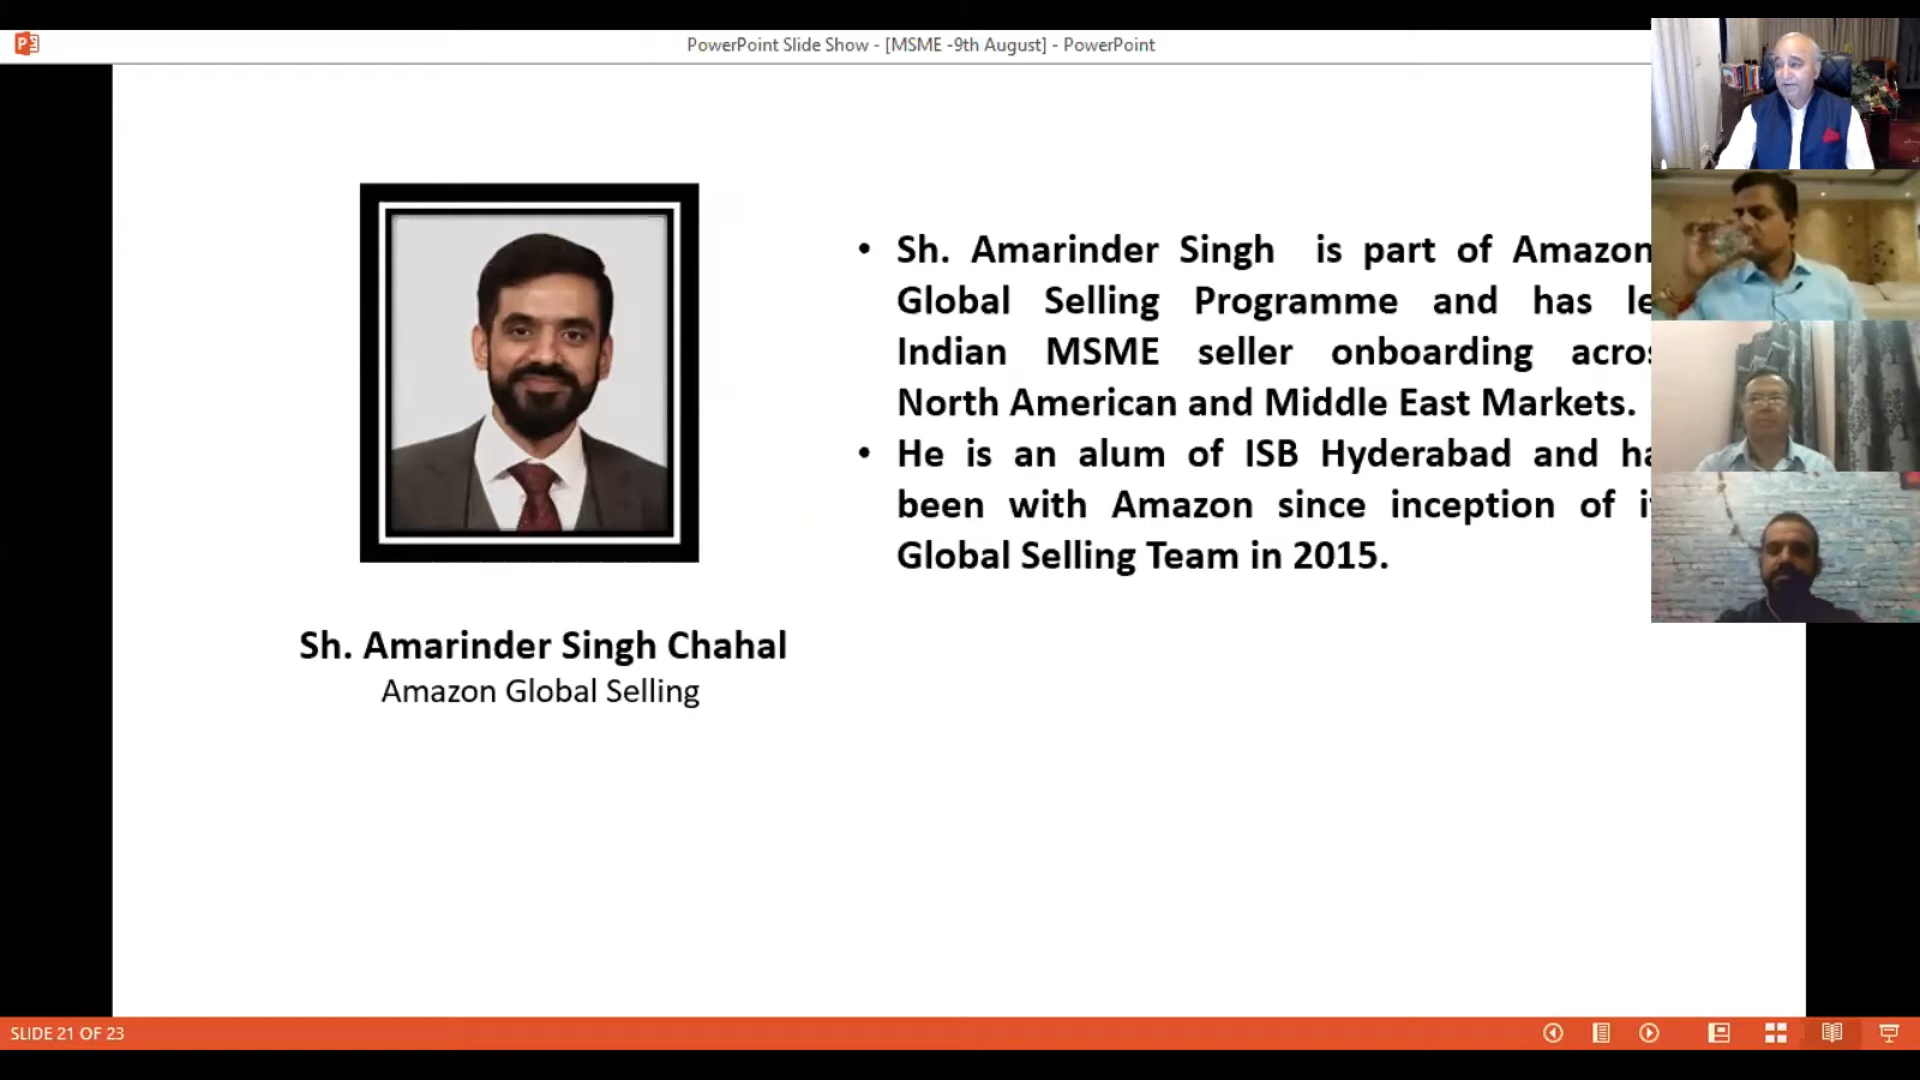 PowerPoint Slide Show - [MSME -9th August] - PowerPoint
• Sh. Amarinder Singh is part of Amazon
Global Selling Programme and has
Indian MSME seller onboarding
North American and Middle East Markets.
• He is an alum of ISB Hyderabad and
been with Amazon since inception of
Global Selling Team in 2015.
Sh. Amarinder Singh Chahal
Amazon Global Selling
SLIDE 21 OF 23